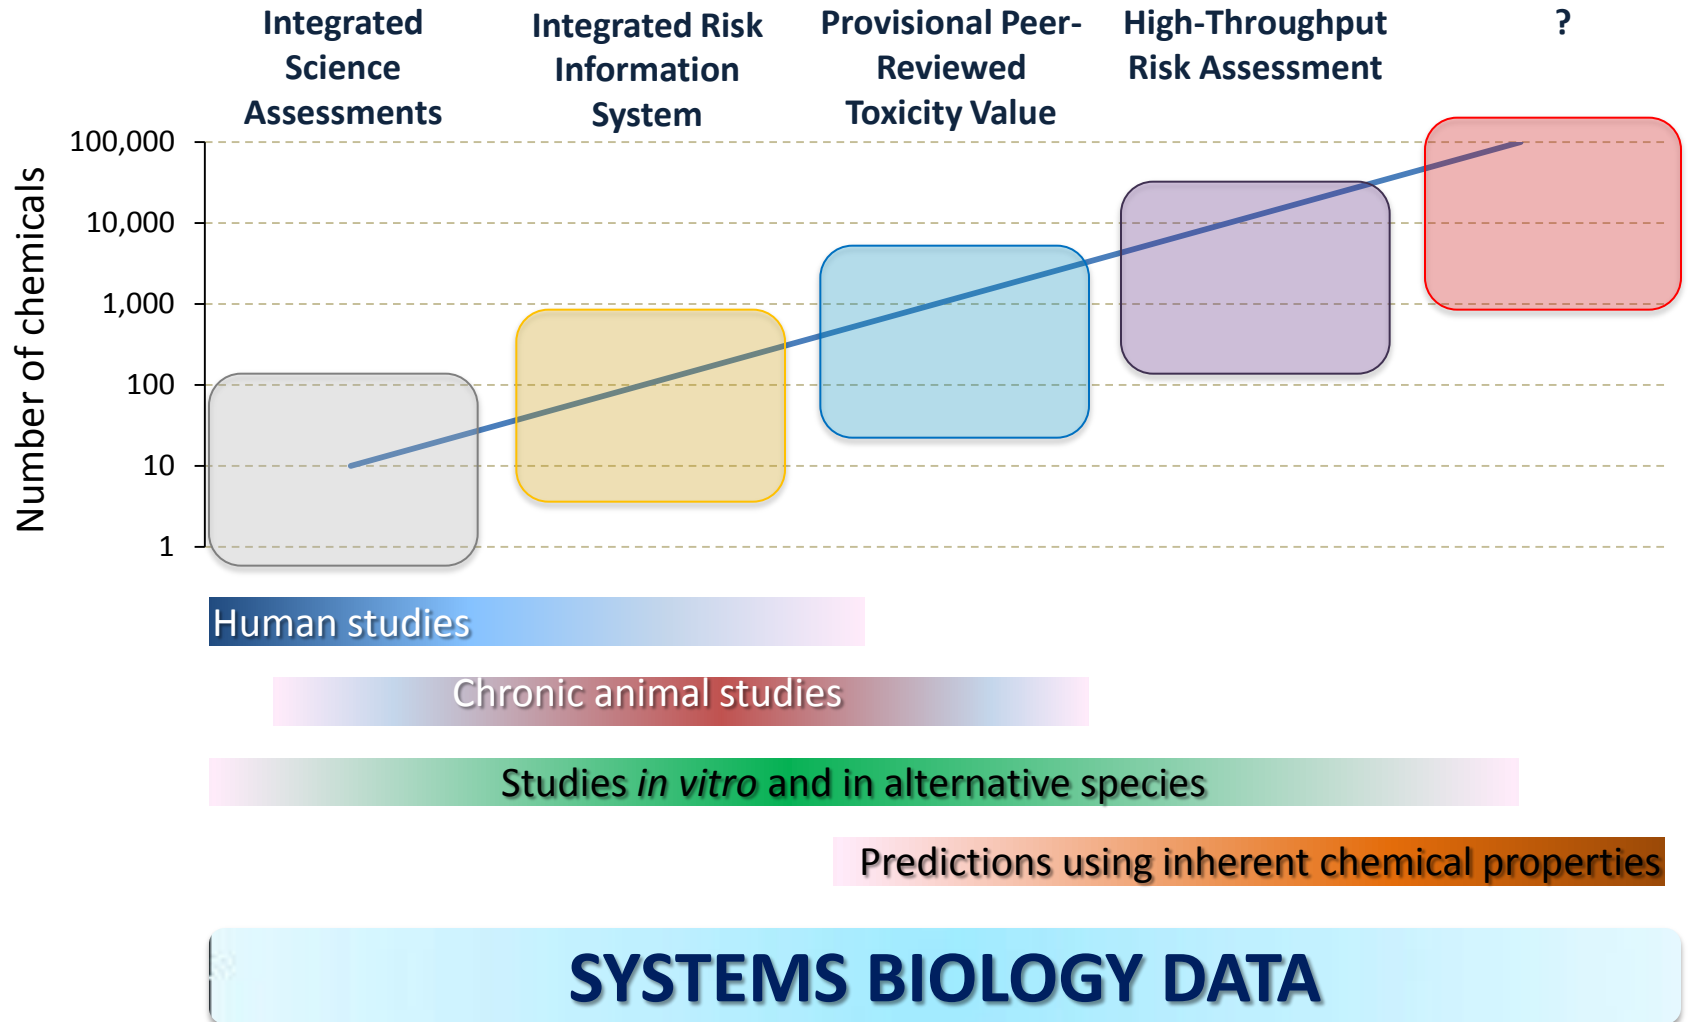 Integrated
Science
Assessments
Integrated Risk
Information
System
Provisional Peer-
Reviewed
Toxicity Value
High-Throughput
Risk Assessment
?
Number of chemicals
100,000
10,000
1,000
100
10
1
Human studies
Chronic animal studies
Studies in vitro and in alternative species
Predictions using inherent chemical properties
SYSTEMS BIOLOGY DATA